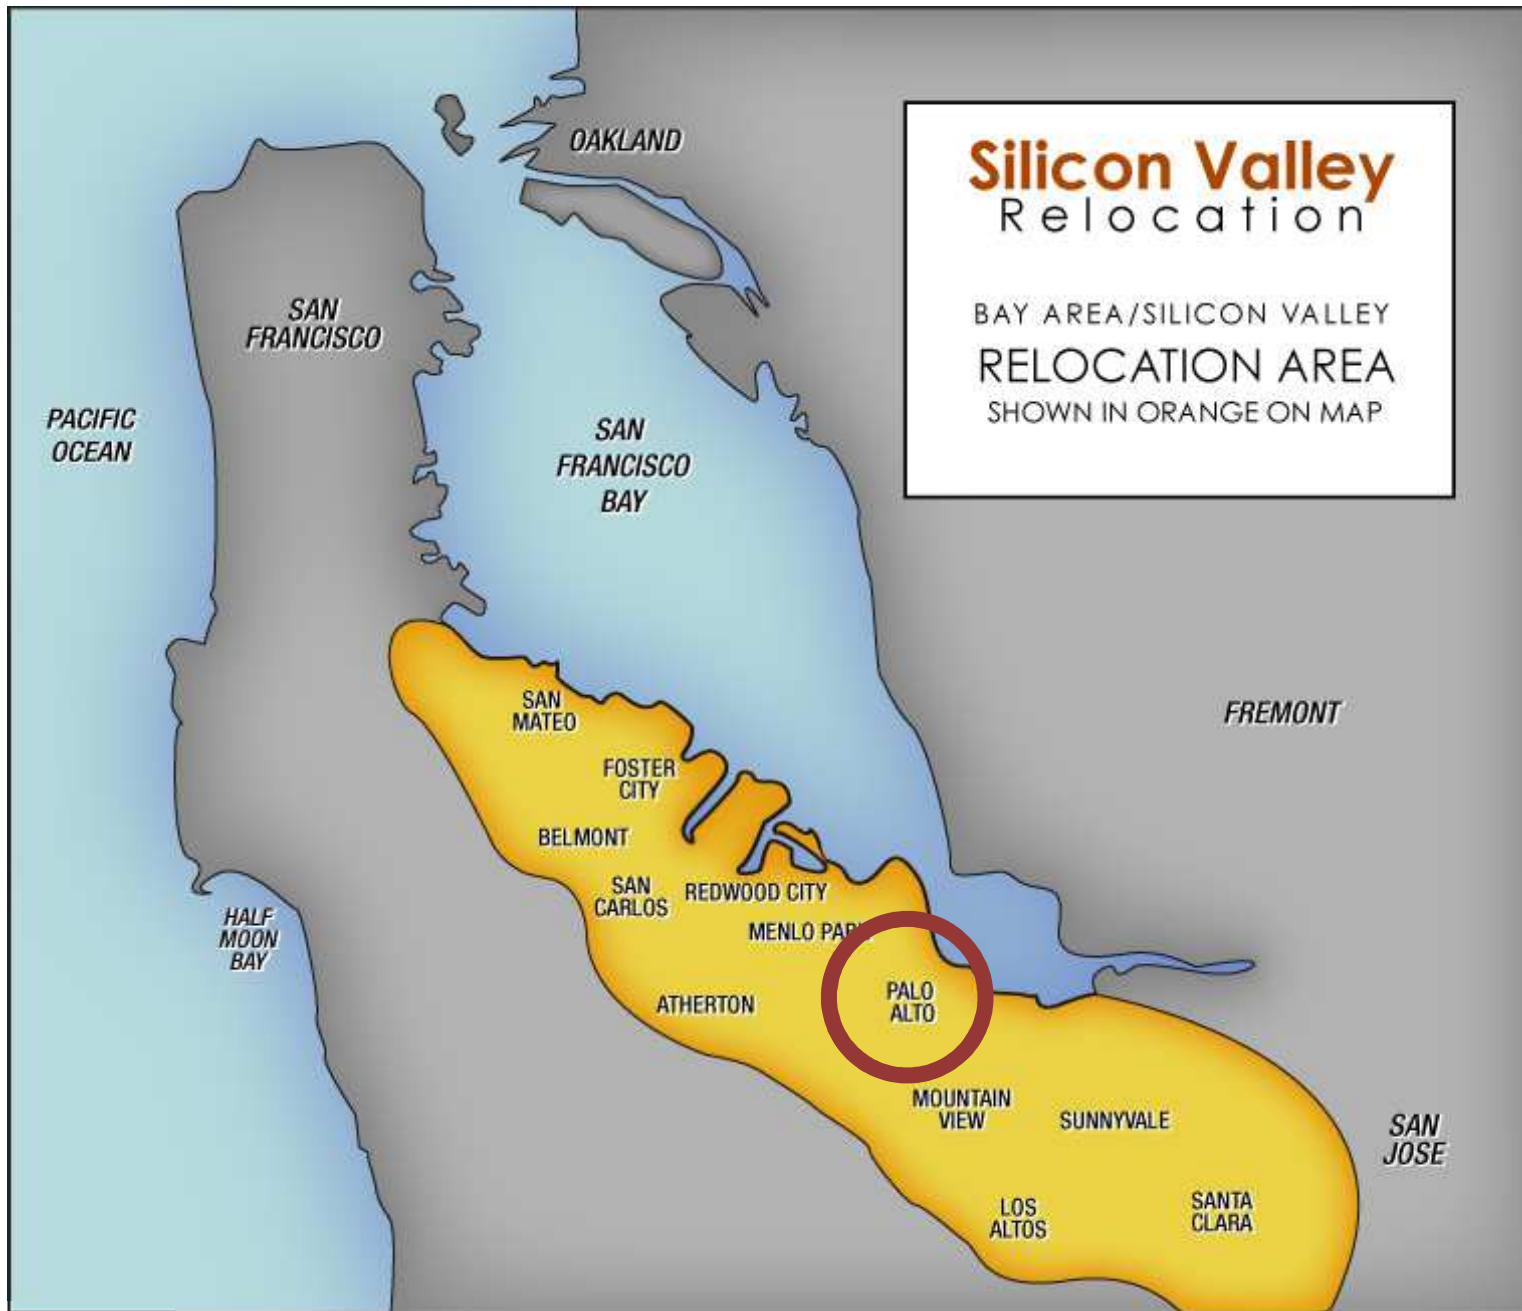 OAKLAND
Silicon Valley
Relocation
BAY AREA/SILICON VALLEY
RELOCATION AREA
SHOWN IN ORANGE ON MAP
SAN
FRANCISCO
PACIFIC
OCEAN
SAN
FRANCISCO
BAY
FREMONT
SAN
MATEO
FOSTER
CITY
BELMONT
SAN
CARLOS
REDWOOD CITY
MENLO PARK
HALF
MOON
BAY
ATHERTON
PALO
ALTO
MOUNTAIN
VIEW
SUNNYVALE
SAN
JOSE
LOS
ALTOS
SANTA
CLARA